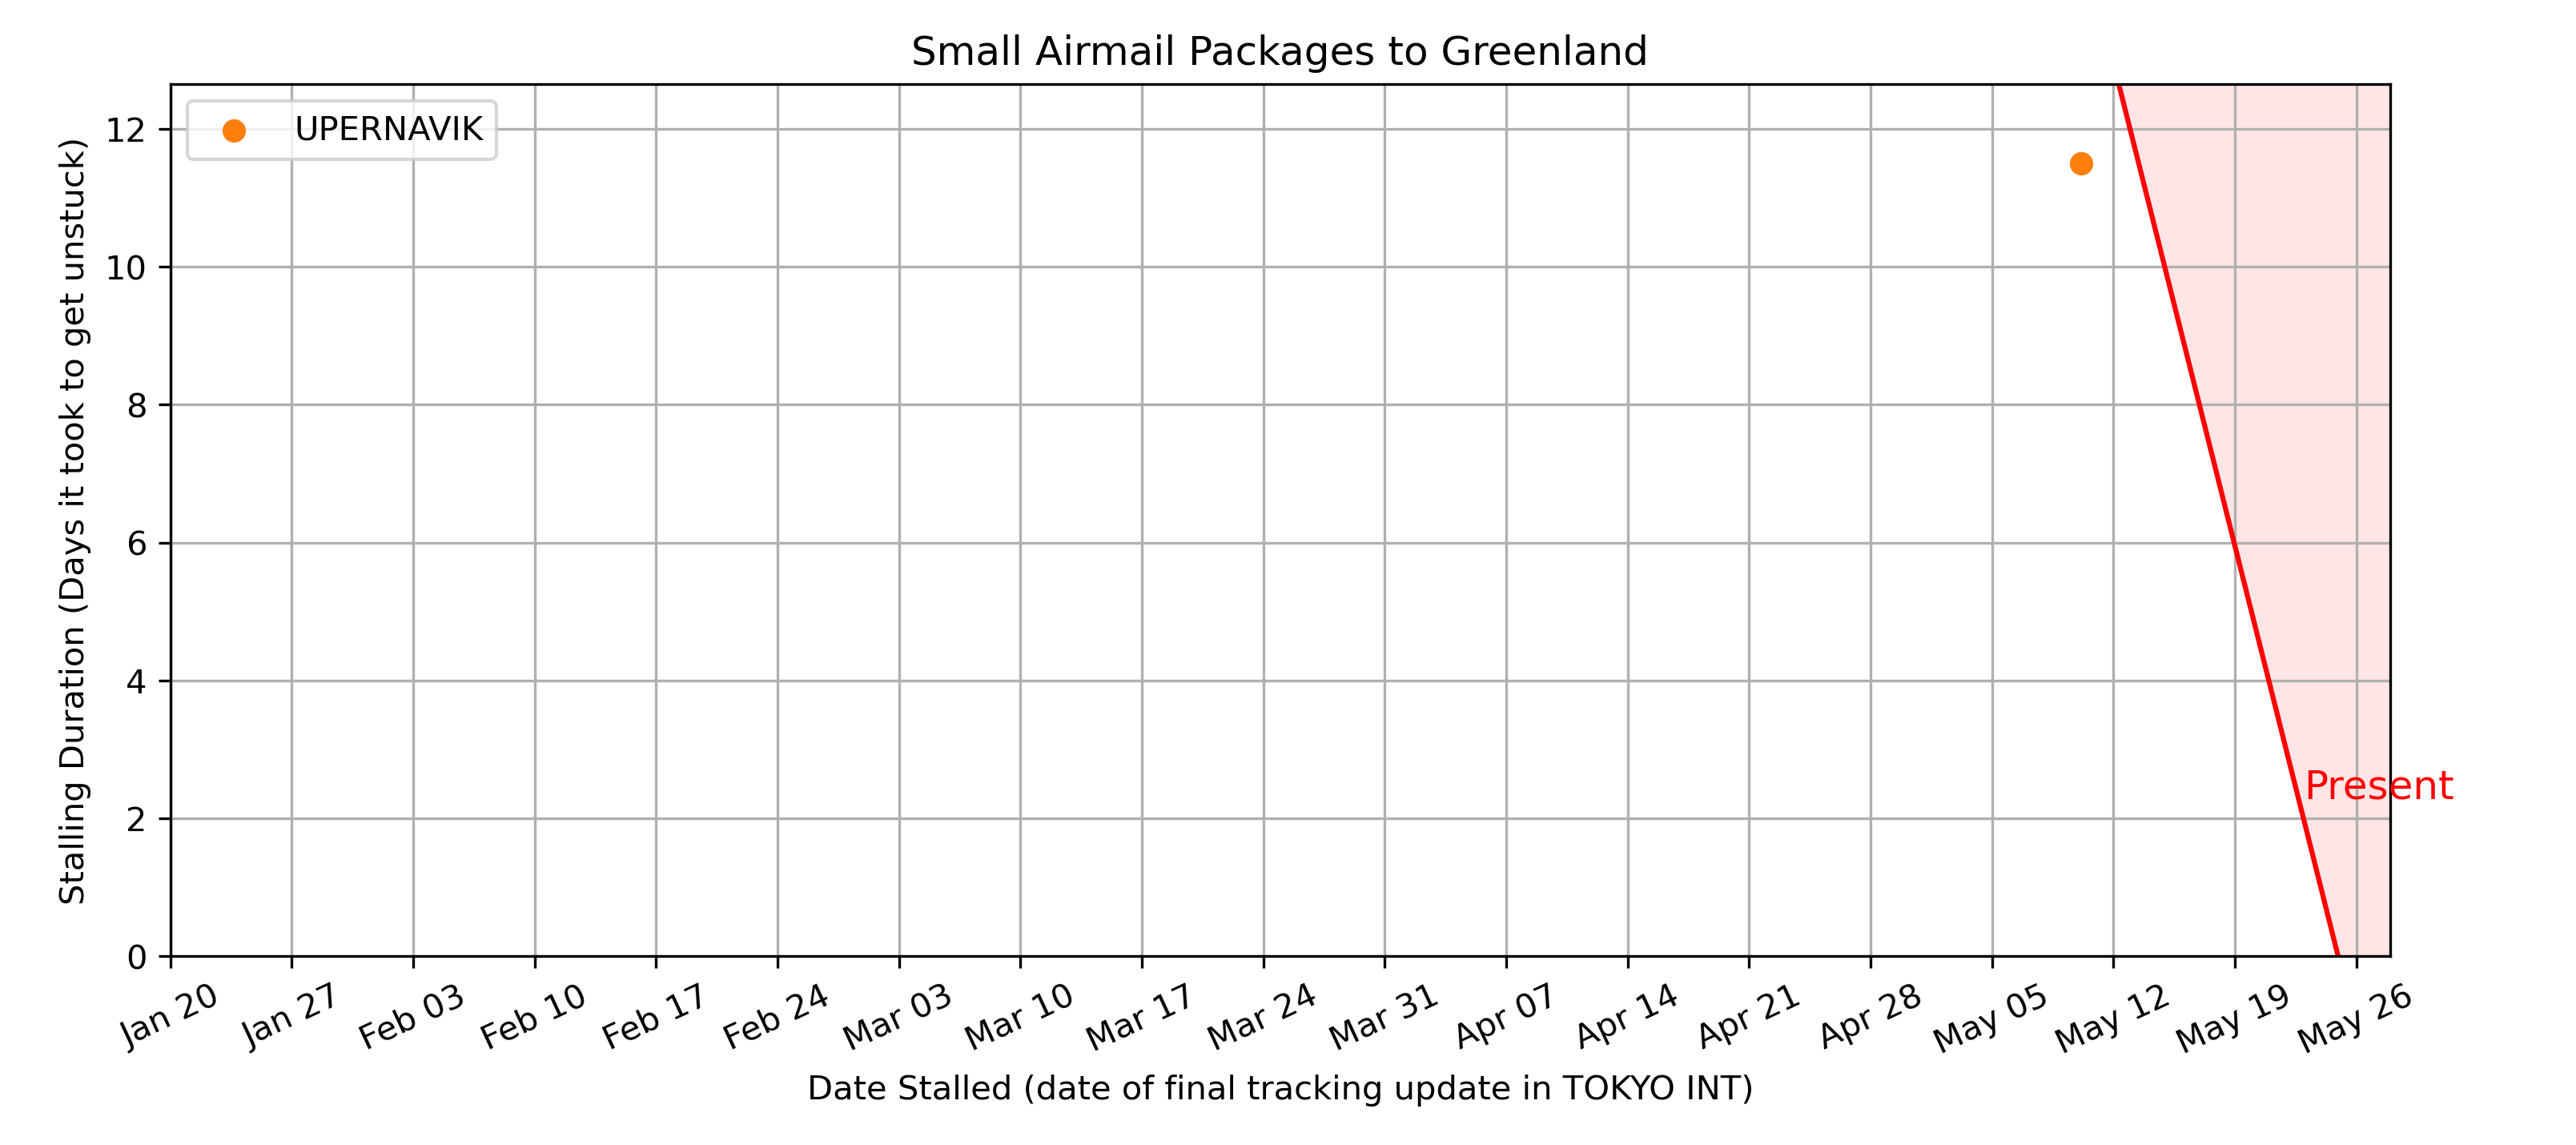 Small Airmail Packages to Greenland
UPERNAVIK
Stalling Duration (Days it took to get unstuck)
12
10
8
6
4
2
0
Present
Jan 20
Jan 27
Feb 03
Feb 10
Feb 17
Feb 24
Mar 03
Mar 10
Mar 17
Mar 24
Mar 31
Apr 07
Apr 14
Apr 21
Apr 28
May 05
May 12
May 19
May 26
Date Stalled (date of final tracking update in TOKYO INT)